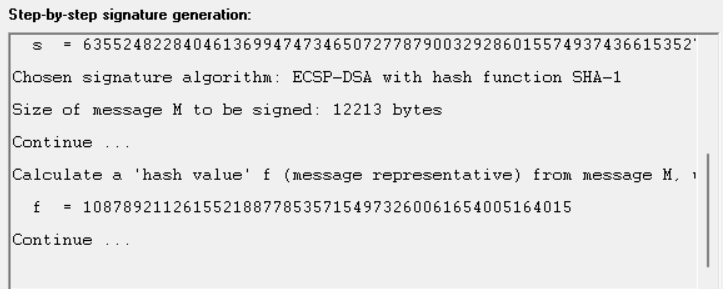 Step-by-step signature generation:
s = 63552482284046136994747346507277879003292860155749374366153527
Chosen signature algorithm: ECSP-DSA with hash function SHA-1
Size of message M to be signed: 12213 bytes
Continue ...
Calculate a 'hash value' f (message representative) from message M,
f = 1087892112615521887785357154973260061654005164015
Continue ...